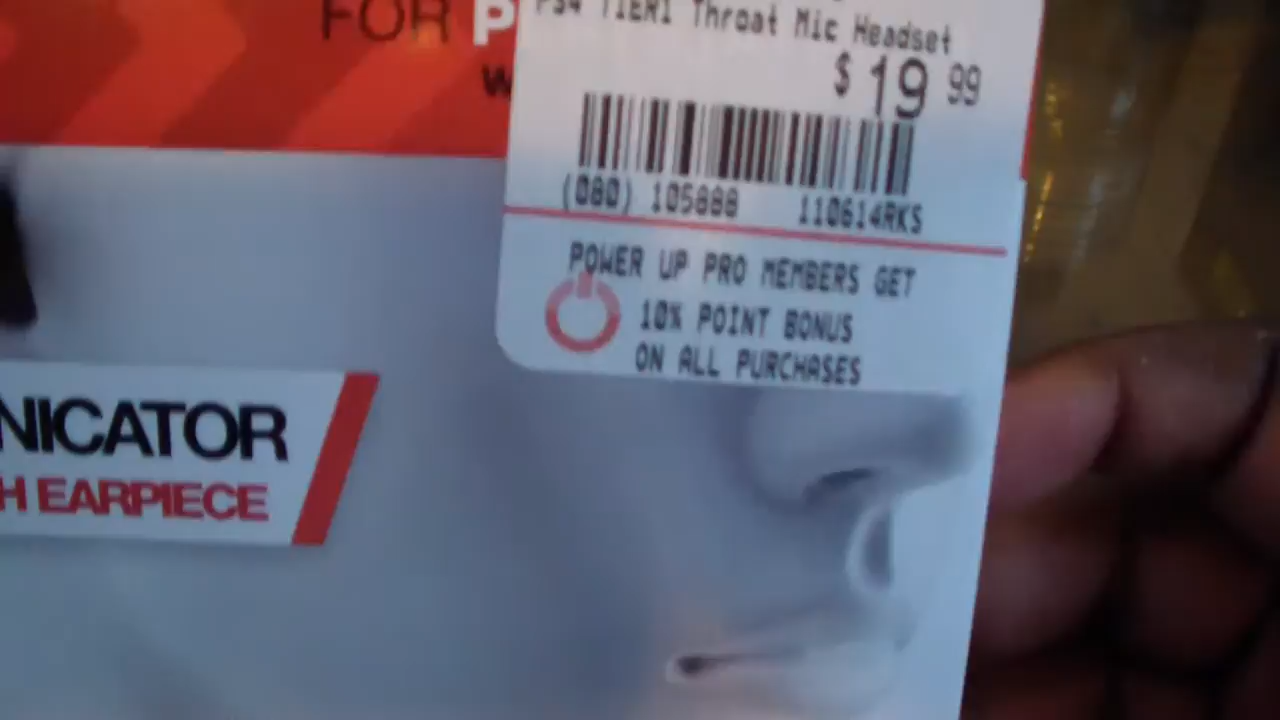 FOR P
PS4 TIER1 Throat Mic Headset
W
$ 19 99
(080) 105888 110614RKS
POWER UP PRO MEMBERS GET
10% POINT BONUS
ON ALL PURCHASES
NICATOR
H EARPIECE